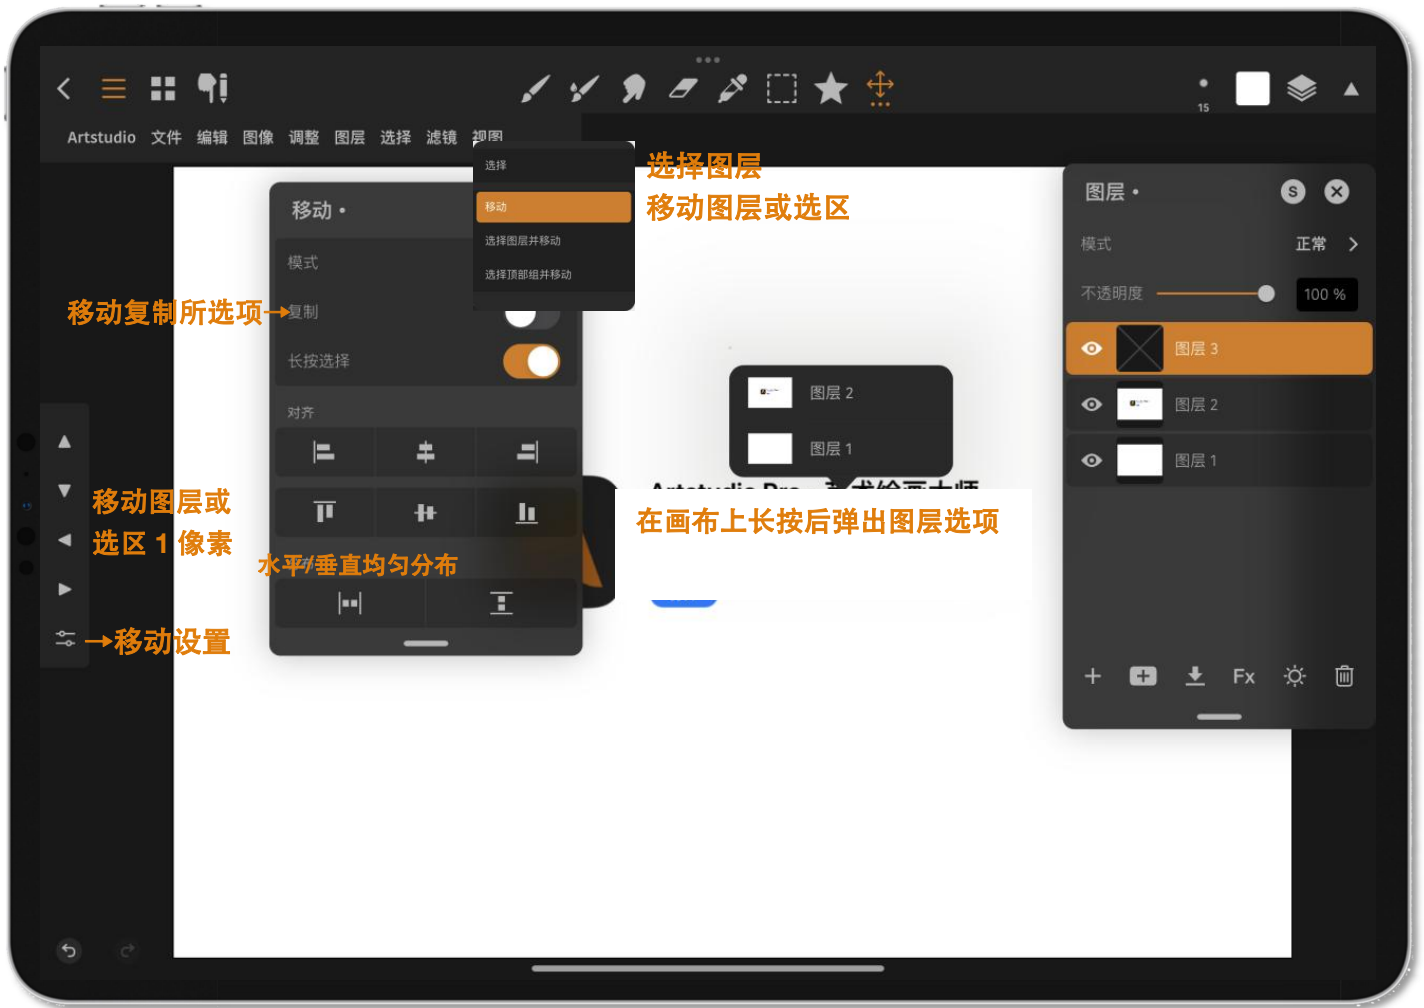 15
Artstudio 文件 编辑 图像 调整 图层 选择 滤镜 视图
选择
移动
选择图层并移动
选择顶部组并移动
选择图层
移动图层或选区
移动
模式
复制
长按选择
对齐
移动复制所选项
水平/垂直均匀分布
移动图层或
选区 1 像素
移动设置
图层 2
图层 1
Artstudio Pro
在画布上长按后弹出图层选项
图层
S
模式 正常
不透明度 100 %
图层 3
图层 2
图层 1
Fx